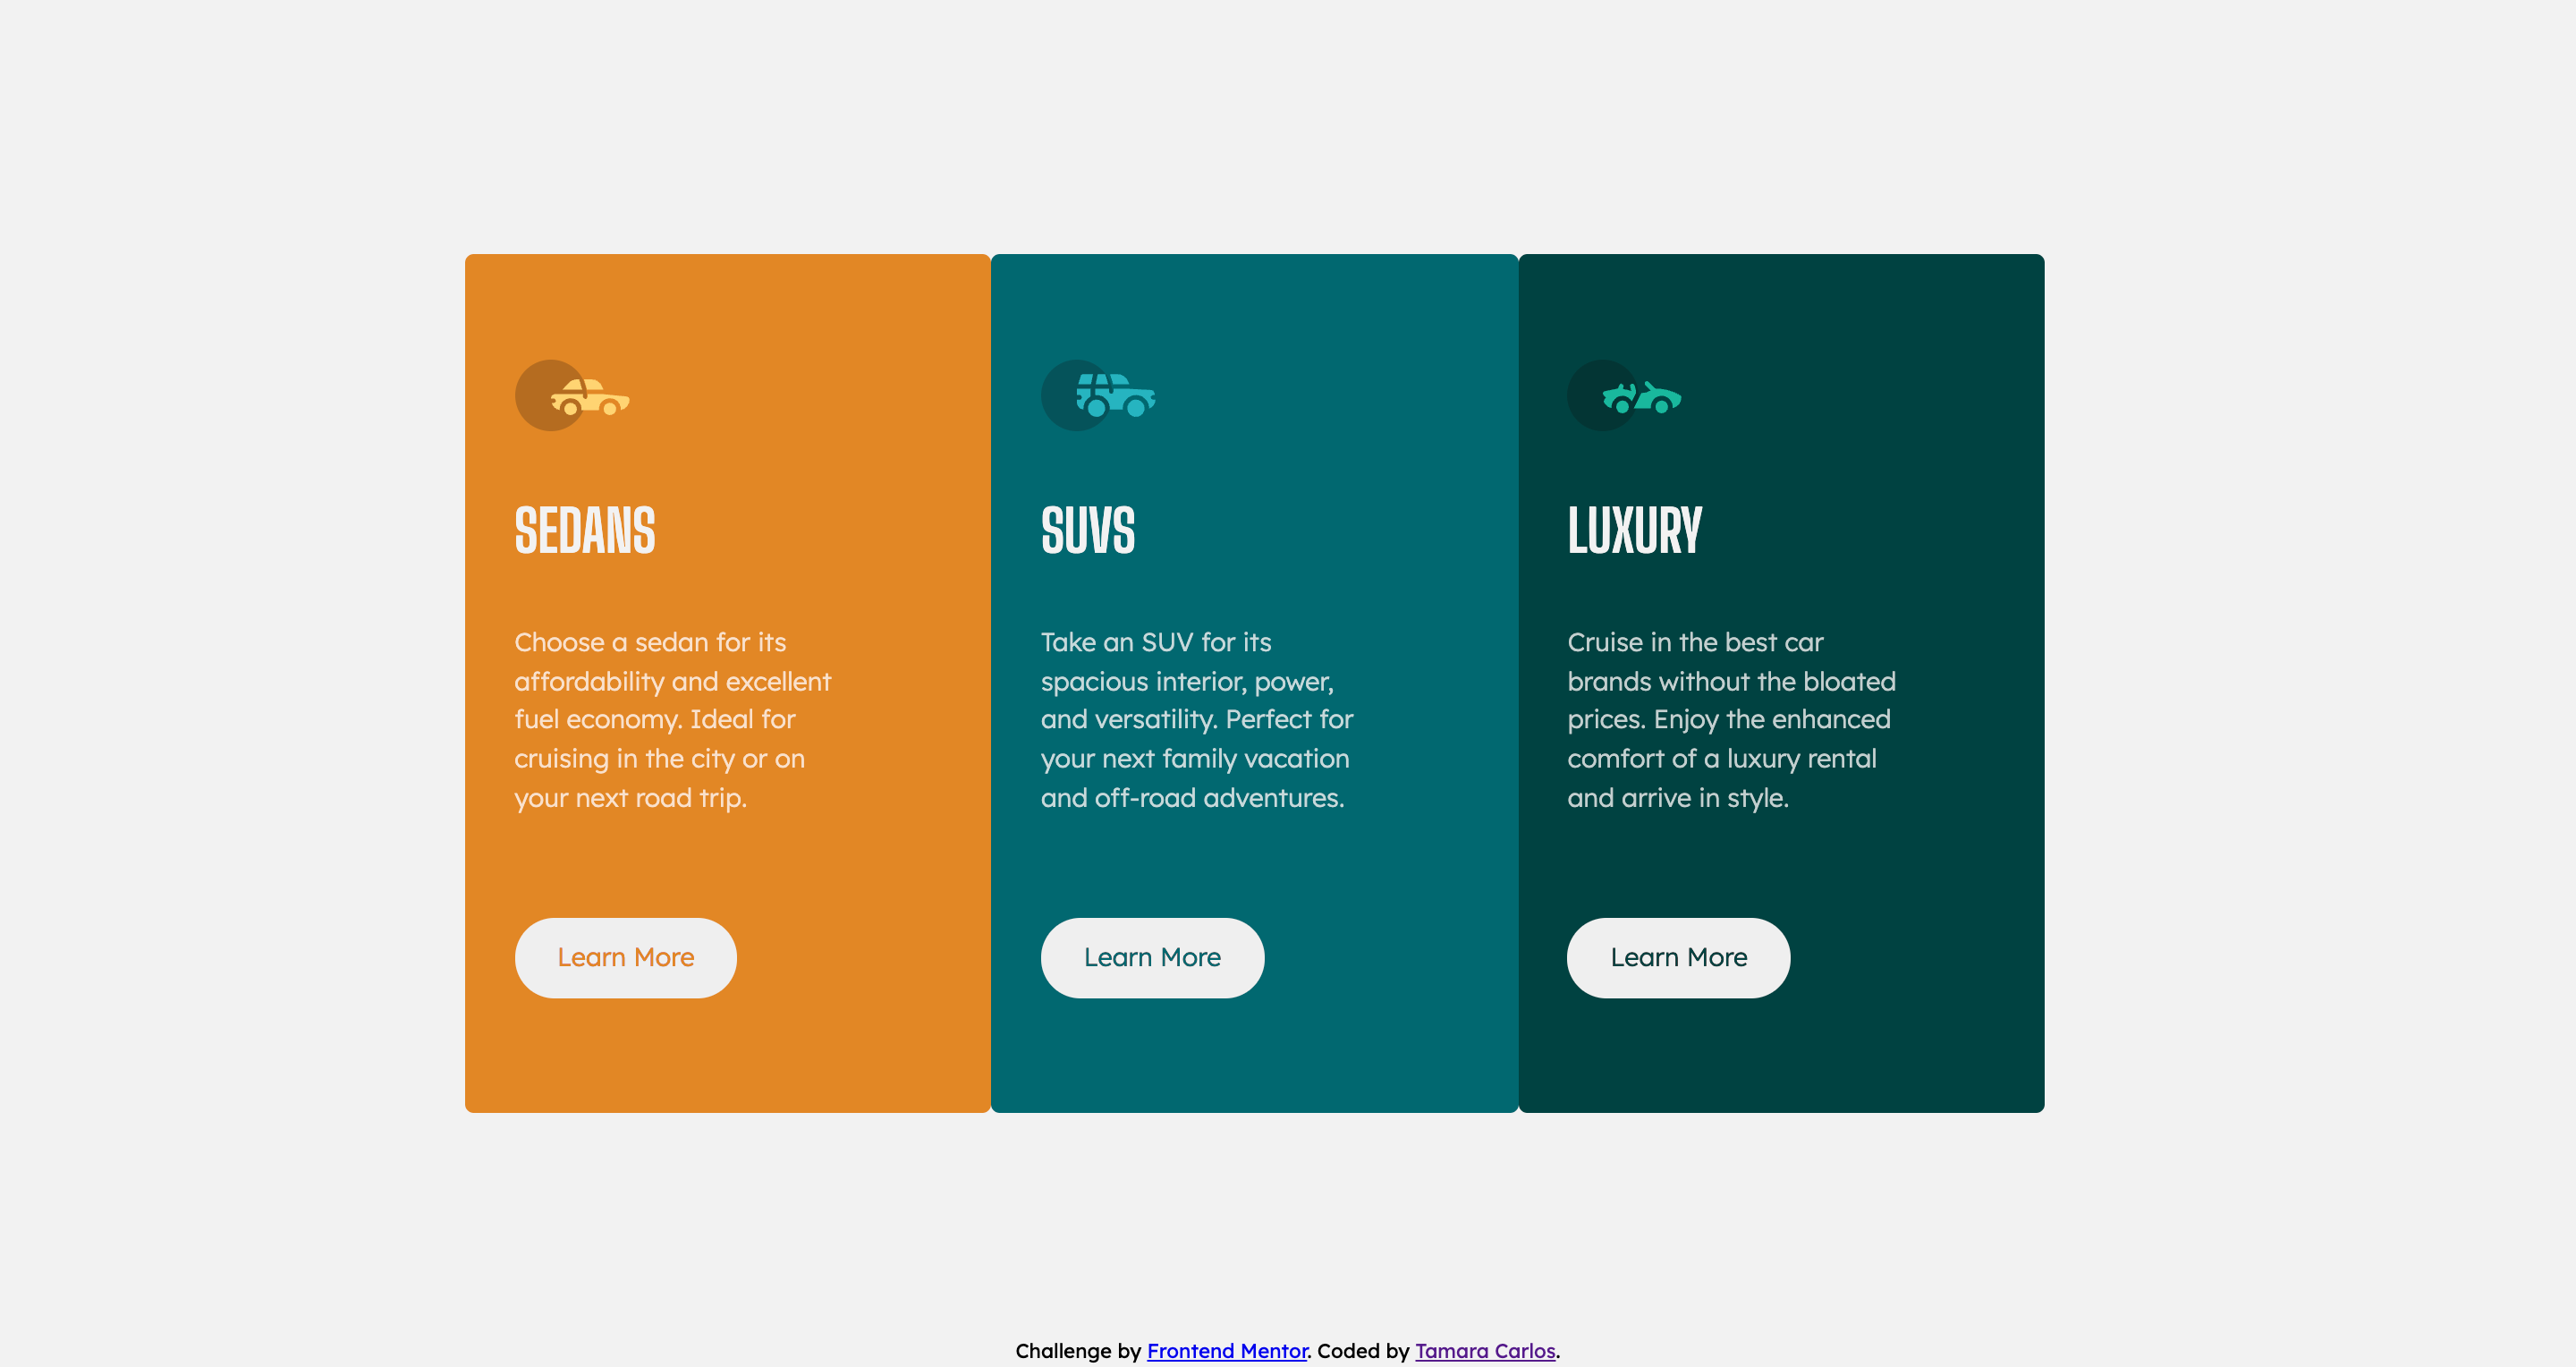 SEDANS
Choose a sedan for its
affordability and excellent
fuel economy. Ideal for
cruising in the city or on
your next road trip.
Learn More
SUVS
Take an SUV for its
spacious interior, power,
and versatility. Perfect for
your next family vacation
and off-road adventures.
Learn More
LUXURY
Cruise in the best car
brands without the bloated
prices. Enjoy the enhanced
comfort of a luxury rental
and arrive in style.
Learn More
Challenge by Frontend Mentor. Coded by Tamara Carlos.